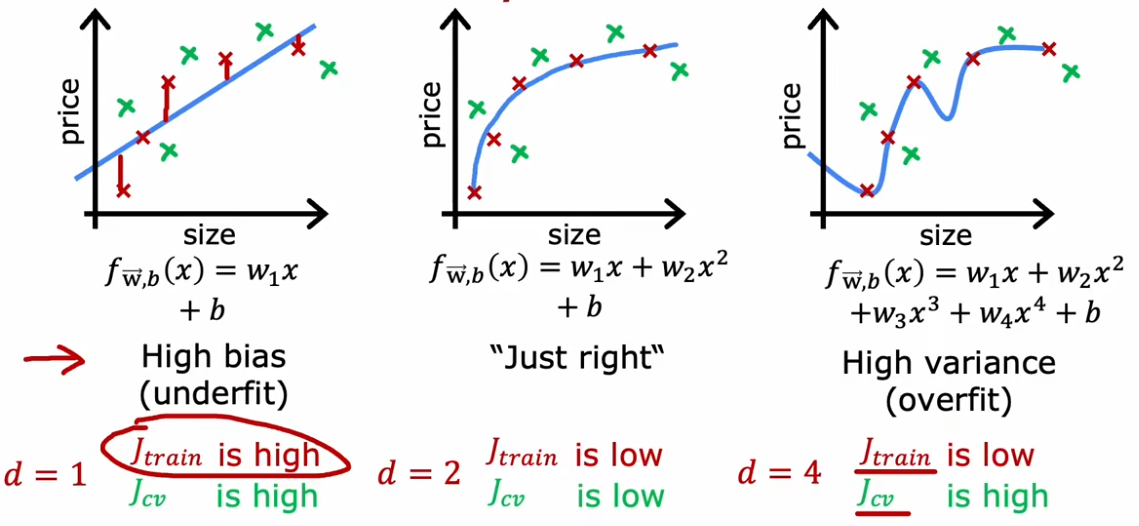 price
size
f_{\vec{w},b}(x) = w_1x
+ b
High bias
(underfit)
d = 1
J_{train} is high
J_{cv} is high
price
size
f_{\vec{w},b}(x) = w_1x + w_2x^2
+ b
"Just right"
d = 2
J_{train} is low
J_{cv} is low
price
size
f_{\vec{w},b}(x) = w_1x + w_2x^2
+w_3x^3 + w_4x^4 + b
High variance
(overfit)
d = 4
J_{train} is low
J_{cv} is high